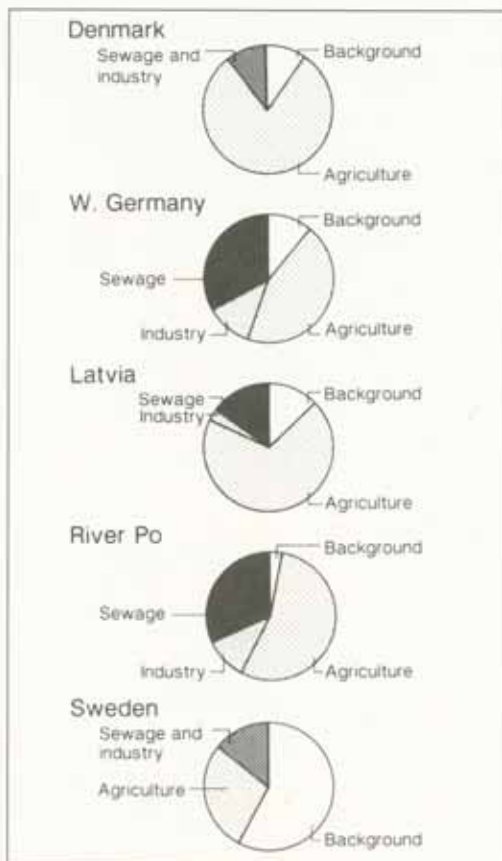 Denmark
Sewage and
industry
Background
Agriculture
W. Germany
Background
Sewage
Industry
Agriculture
Latvia
Sewage
Industry
Background
Agriculture
River Po
Background
Sewage
Industry
Agriculture
Sweden
Sewage and
industry
Agriculture
Background